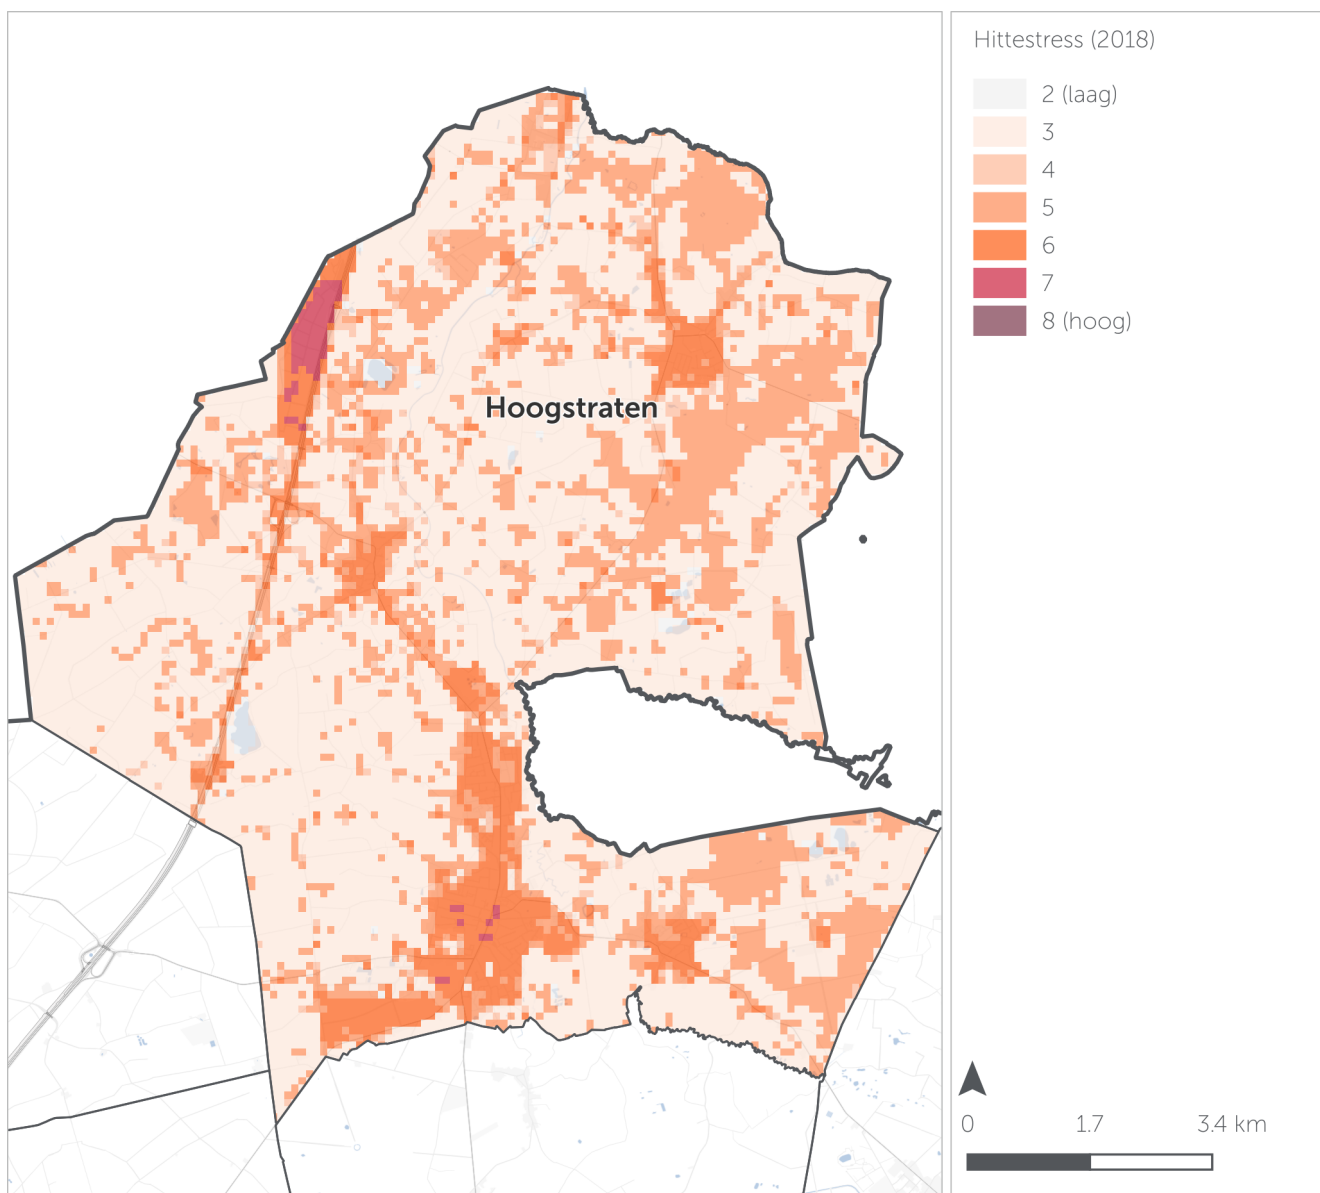 Hittestress (2018)
2 (laag)
3
4
5
6
7
8 (hoog)
Hoogstraten
0 1.7 3.4 km